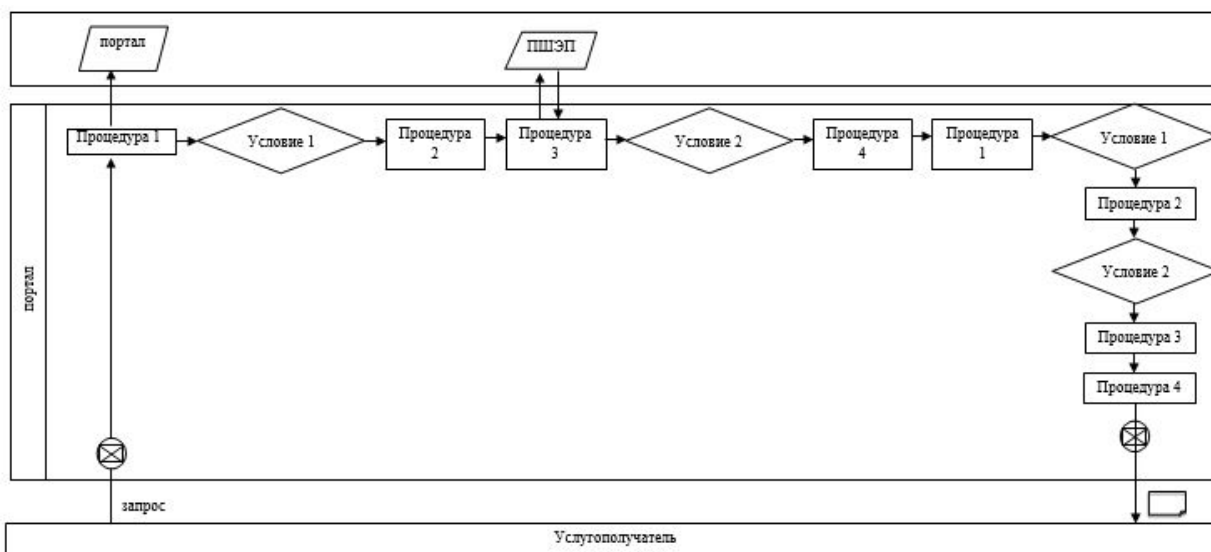 портал
ПШЭП
Процедура 1
Условие 1
Процедура
2
Процедура
3
Условие 2
Процедура
4
Процедура
1
Условие 1
Процедура 2
Условие 2
Процедура 3
Процедура 4
портал
запрос
Услугополучатель